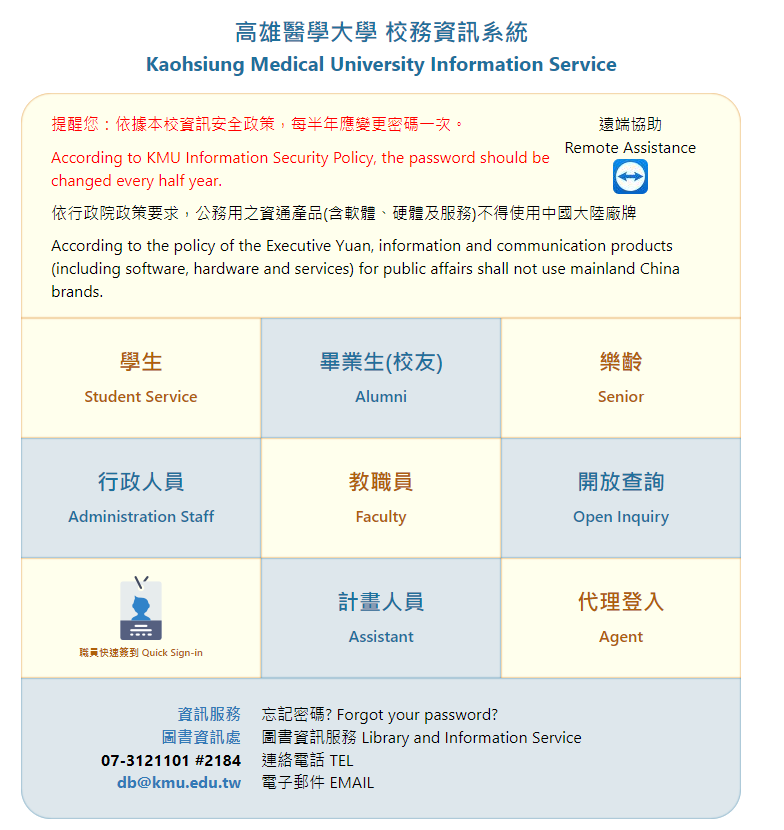 高雄醫學大學 校務資訊系統
Kaohsiung Medical University Information Service
提醒您：依據本校資訊安全政策，每半年應變更密碼一次。
According to KMU Information Security Policy, the password should be
changed every half year.
遠端協助
Remote Assistance
依行政院政策要求，公務用之資通產品(含軟體、硬體及服務)不得使用中國大陸廠牌
According to the policy of the Executive Yuan, information and communication products
(including software, hardware and services) for public affairs shall not use mainland China
brands.
學生
Student Service
畢業生(校友)
Alumni
樂齡
Senior
行政人員
Administration Staff
教職員
Faculty
開放查詢
Open Inquiry
職員快速簽到 Quick Sign-in
計畫人員
Assistant
代理登入
Agent
資訊服務 忘記密碼? Forgot your password?
圖書資訊處 圖書資訊服務 Library and Information Service
07-3121101 #2184 連絡電話 TEL
db@kmu.edu.tw 電子郵件 EMAIL